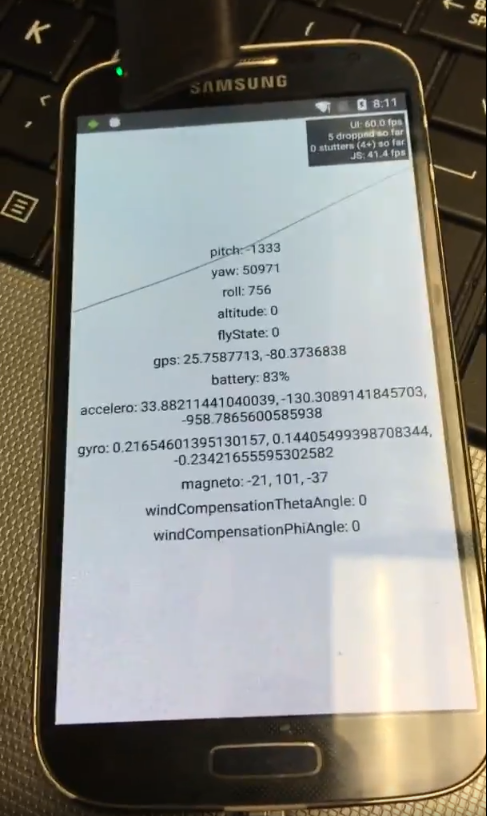 K
SAMSUNG
8:11
UI: 60.0 fps
5 dropped so far
0 stutters (4+) so far
JS: 41.4 fps
pitch: -1333
yaw: 50971
roll: 756
altitude: 0
flyState: 0
gps: 25.7587713, -80.3736838
battery: 83%
accelero: 33.88211441040039, -130.3089141845703,
-958.7865600585938
gyro: 0.21654601395130157, 0.14405499398708344,
-0.23421655595302582
magneto: -21, 101, -37
windCompensationThetaAngle: 0
windCompensationPhiAngle: 0